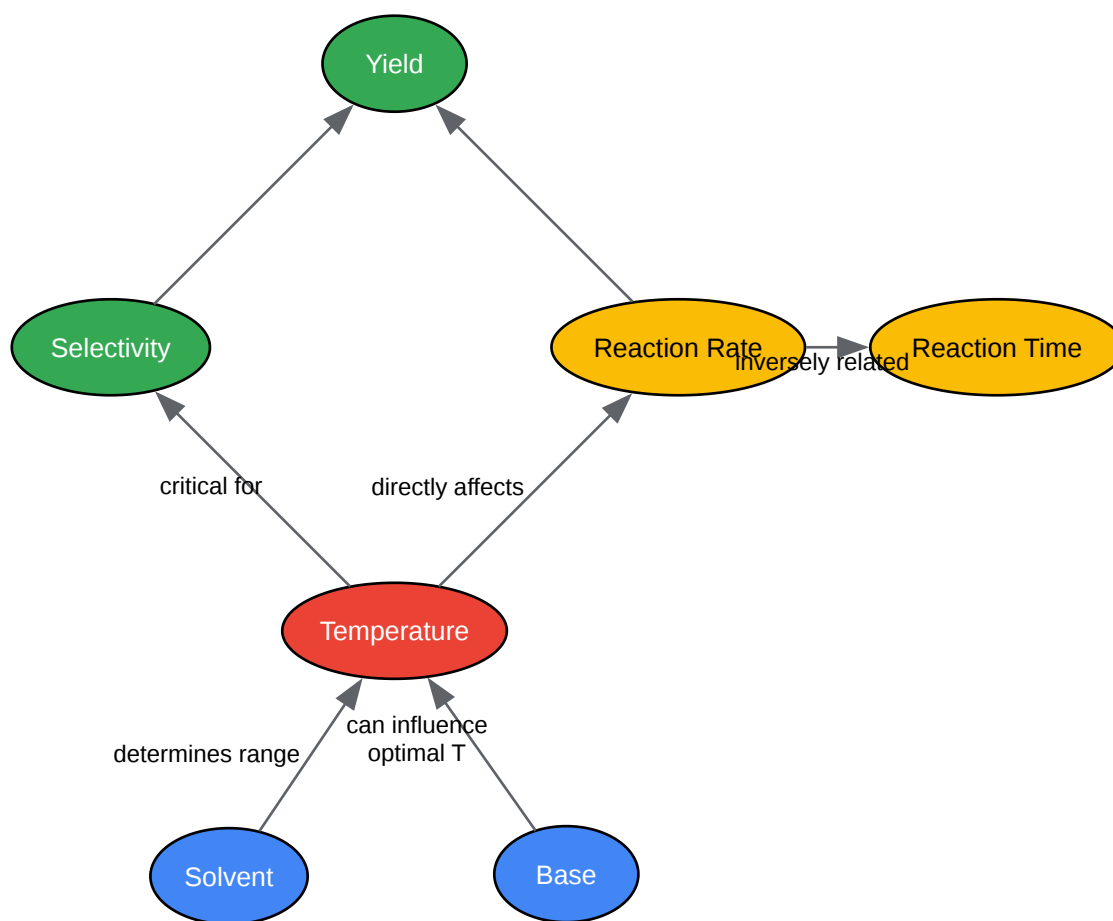 Yield
Selectivity
Reaction Rate
Reaction Time
inversely related
critical for
directly affects
Temperature
can influence
optimal T
determines range
Solvent
Base